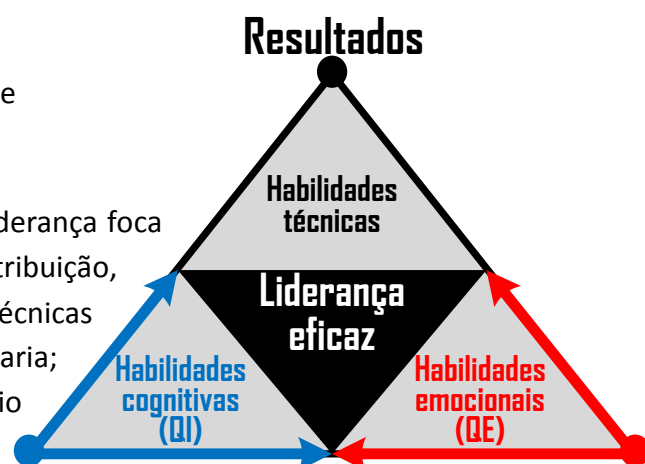 Resultados
e
derança foca
tribuição,
écnicas
aria;
io
Habilidades
técnicas
Liderança
eficaz
Habilidades
cognitivas
(QI)
Habilidades
emocionais
(QE)